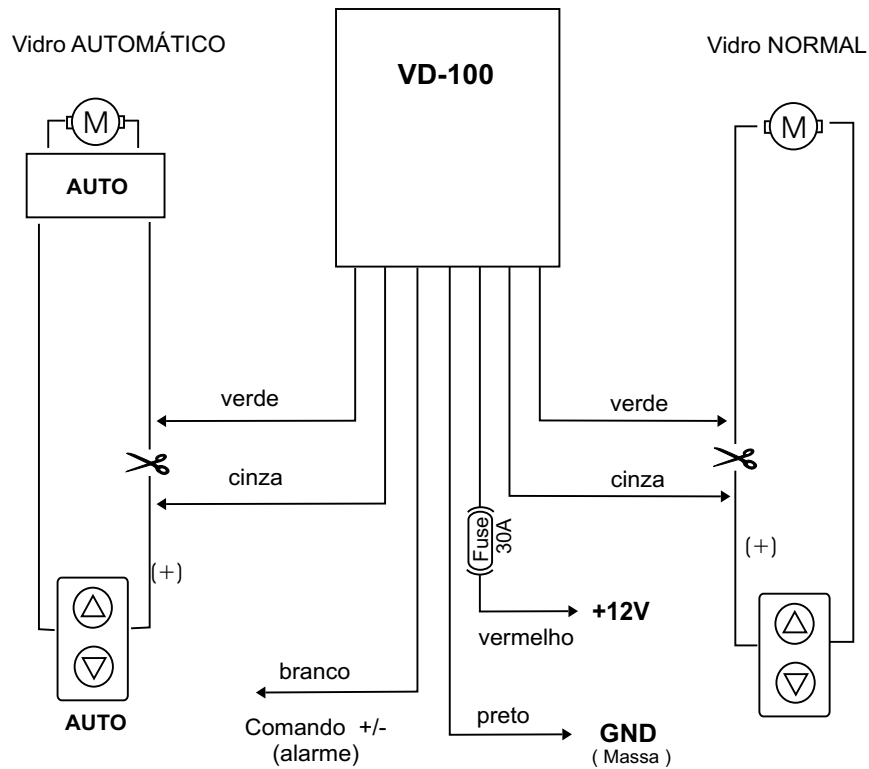 Vidro AUTOMÁTICO
VD-100
Vidro NORMAL
M
M
AUTO
verde
verde
cinza
cinza
Fuse
30A
(+)
(+)
+12V
vermelho
branco
AUTO
Comando +/-
(alarme)
preto
GND
( Massa )